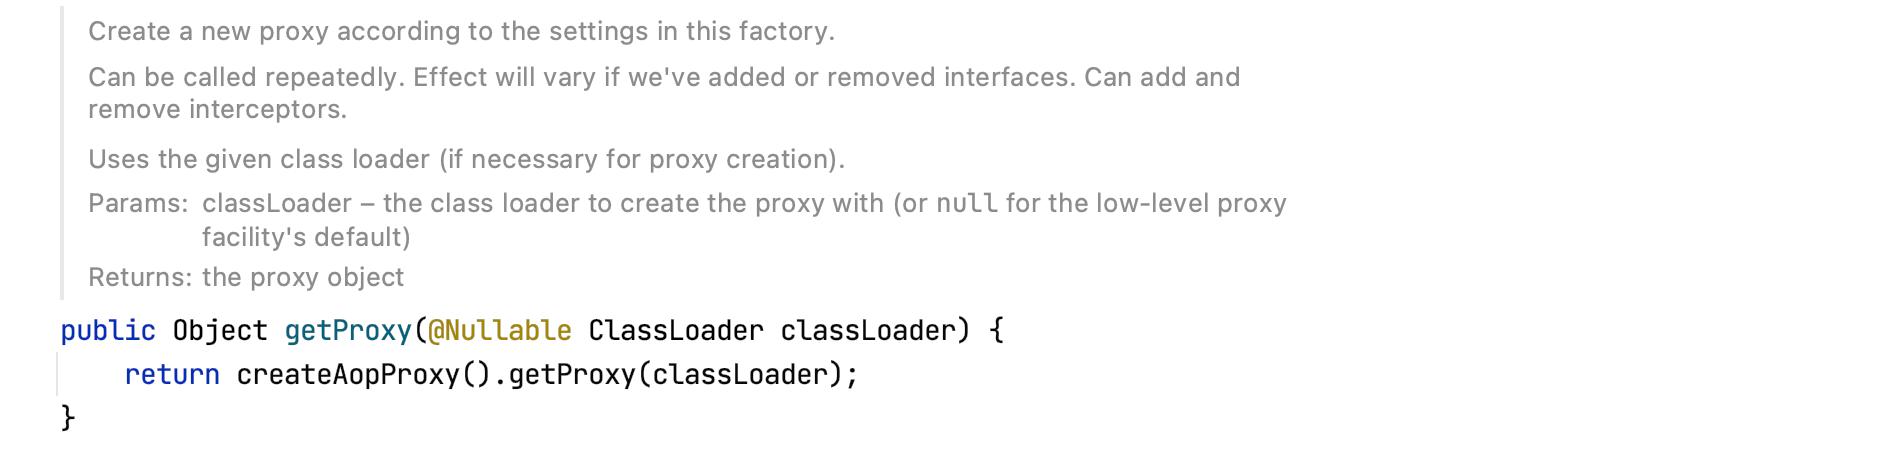 Create a new proxy according to the settings in this factory.
Can be called repeatedly. Effect will vary if we've added or removed interfaces. Can add and
remove interceptors.
Uses the given class loader (if necessary for proxy creation).
Params: classLoader – the class loader to create the proxy with (or null for the low-level proxy
facility's default)
Returns: the proxy object
public Object getProxy(@Nullable ClassLoader classLoader) {
    return createAopProxy().getProxy(classLoader);
}